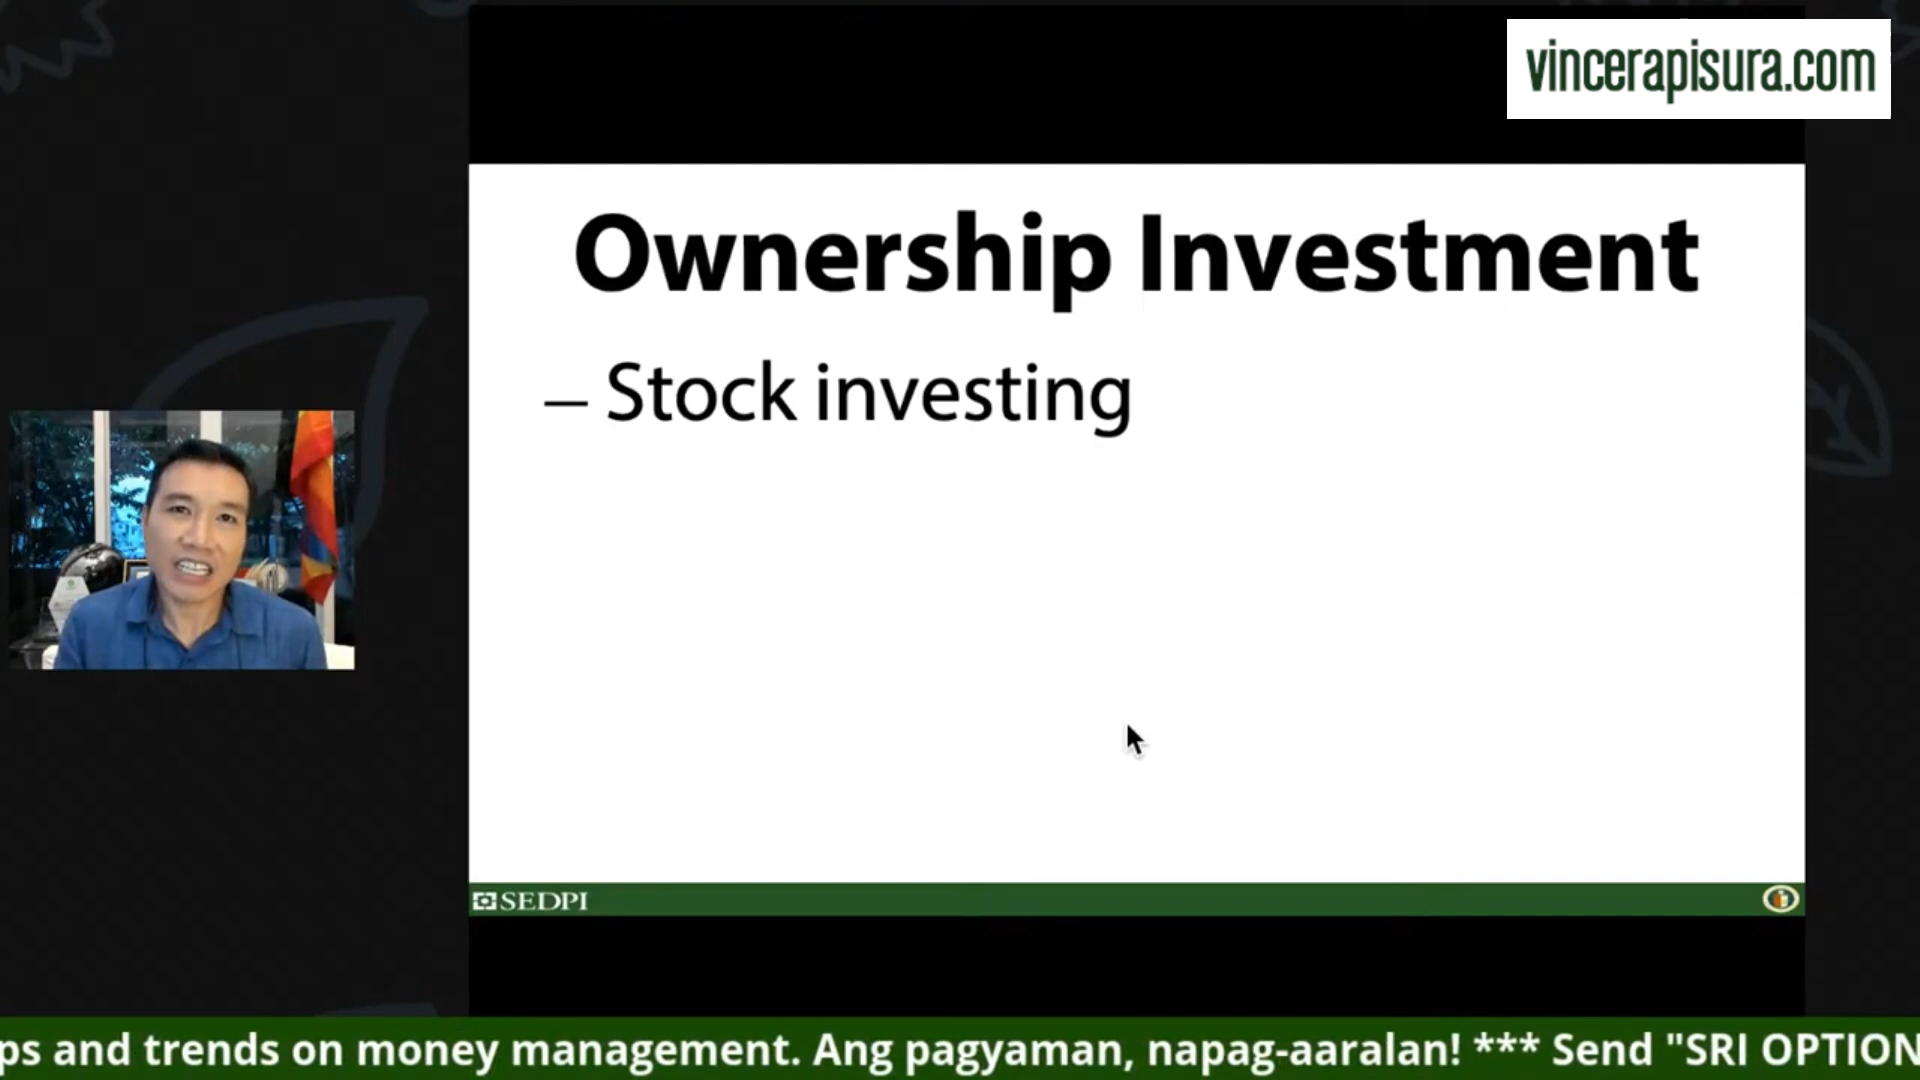 vincerapisura.com
Ownership Investment
– Stock investing
SEDPI
ps and trends on money management. Ang pagyaman, napag-aaralan! *** Send "SRI OPTION